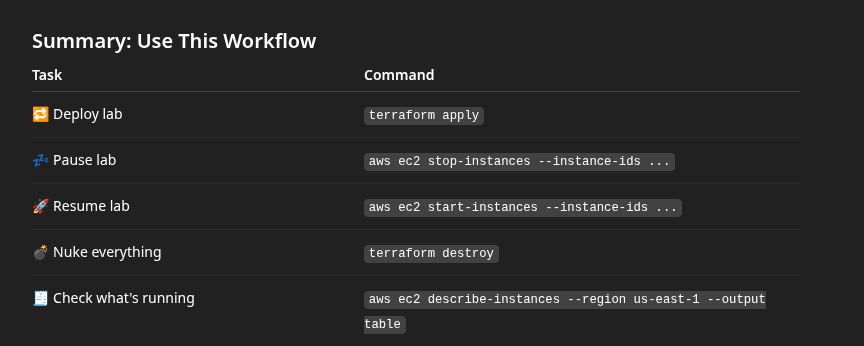 Summary: Use This Workflow
Task Command
🔁 Deploy lab terraform apply
💤 Pause lab aws ec2 stop-instances --instance-ids ...
🚀 Resume lab aws ec2 start-instances --instance-ids ...
💣 Nuke everything terraform destroy
🧾 Check what's running aws ec2 describe-instances --region us-east-1 --output
table